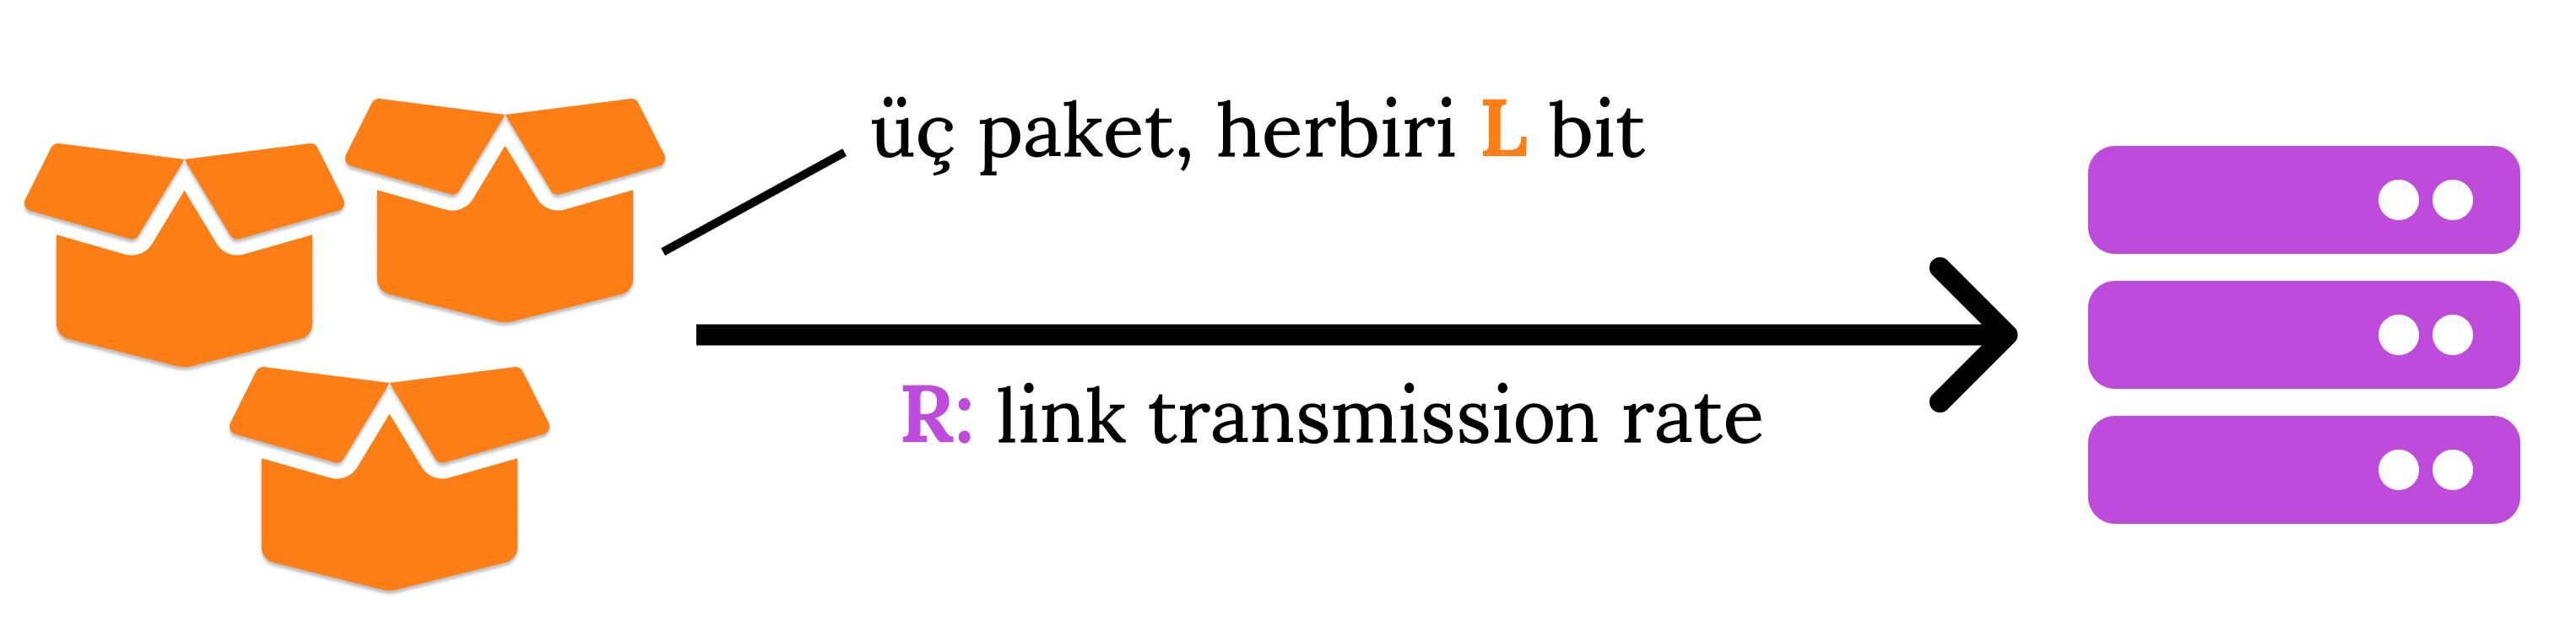 üç paket, herbiri L bit
R: link transmission rate